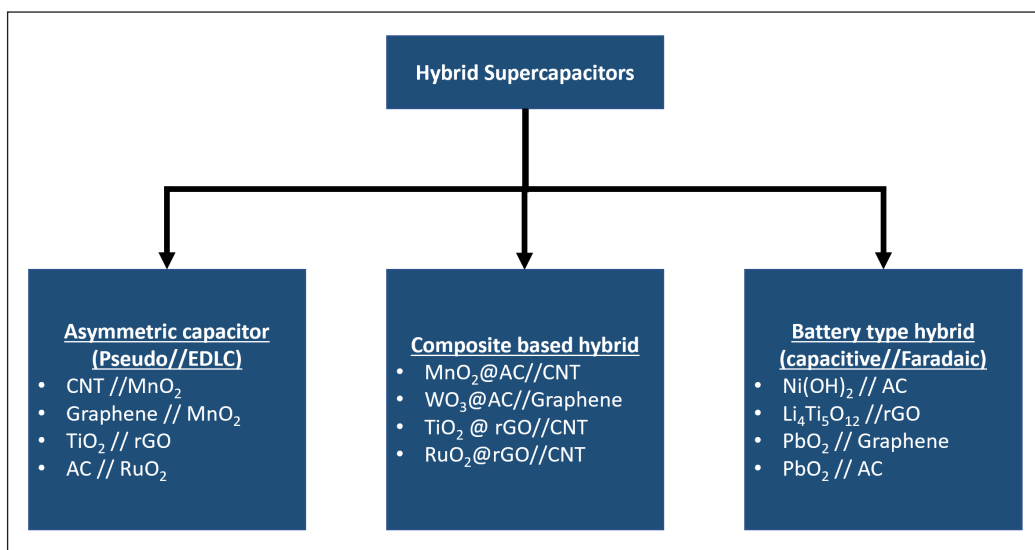 Hybrid Supercapacitors
Asymmetric capacitor
(Pseudo//EDLC)
• CNT //MnO₂
• Graphene // MnO₂
• TiO₂ // rGO
• AC // RuO₂
Composite based hybrid
• MnO₂@AC//CNT
• WO₃@AC//Graphene
• TiO₂ @ rGO//CNT
• RuO₂@rGO//CNT
Battery type hybrid
(capacitive//Faradaic)
• Ni(OH)₂ // AC
• Li₄Ti₅O₁₂ //rGO
• PbO₂ // Graphene
• PbO₂ // AC